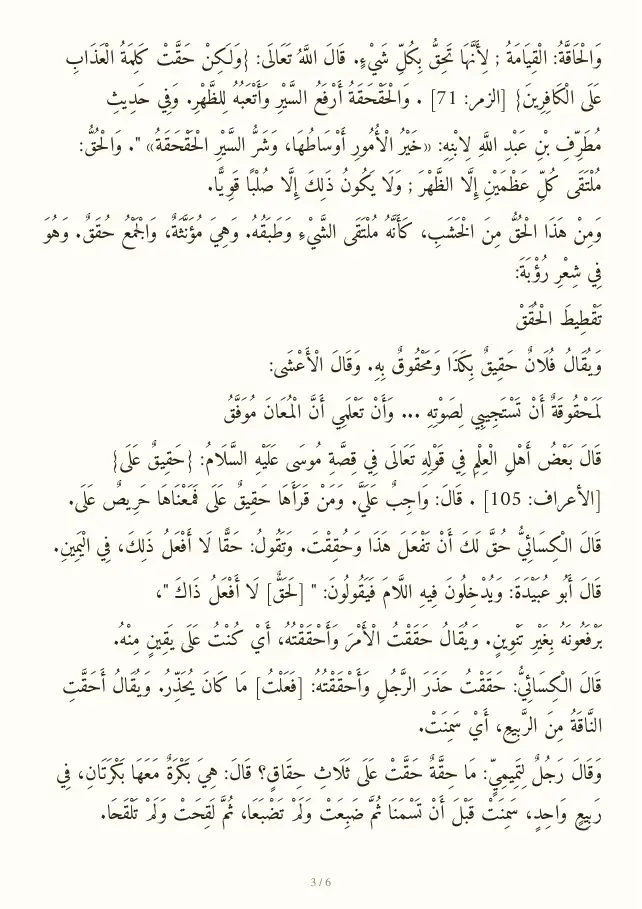 وَالْحَاقَّةُ: الْقِيَامَةُ ; لِأَنَّهَا تَحِقُّ بِكُلِّ شَيْءٍ. قَالَ اللَّهُ تَعَالَى: {وَلَكِنْ حَقَّتْ كَلِمَةُ الْعَذَابِ
عَلَى الْكَافِرِينَ} [الزمر: 71] . وَالْحَقْحَقَةُ أَرْفَعُ السَّيْرِ وَأَتْعَبُهُ لِلظَّهْرِ. وَفِي حَدِيثِ
مُطَرِّفِ بْنِ عَبْدِ اللَّهِ لِابْنِهِ: «خَيْرُ الْأُمُورِ أَوْسَاطُهَا، وَشَرُّ السَّيْرِ الْحَقْحَقَةُ» ". وَالْحُقُّ:
مُلْتَقَى كُلِّ عَظْمَيْنِ إِلَّا الظَّهْرَ ; وَلَا يَكُونُ ذَلِكَ إِلَّا صُلْبًا قَوِيًّا.
وَمِنْ هَذَا الْحُقُّ مِنَ الْخَشَبِ، كَأَنَّهُ مُلْتَقَى الشَّيْءِ وَطَبَقُهُ. وَهِيَ مُؤَنَّثَةٌ، وَالْجَمْعُ حُقَقٌ. وَهُوَ
فِي شِعْرِ رُؤْبَةَ:
تَقْطِيطَ الْحُقَقْ
وَيُقَالُ فُلَانٌ حَقِيقٌ بِكَذَا وَمَحْقُوقٌ بِهِ. وَقَالَ الْأَعْشَى:
لَمَحْقُوقَةٌ أَنْ تَسْتَجِيبِي لِصَوْتِهِ ... وَأَنْ تَعْلَمِي أَنَّ الْمُعَانَ مُوَفَّقُ
قَالَ بَعْضُ أَهْلِ الْعِلْمِ فِي قَوْلِهِ تَعَالَى فِي قِصَّةِ مُوسَى عَلَيْهِ السَّلَامُ: {حَقِيقٌ عَلَى}
[الأعراف: 105] . قَالَ: وَاجِبٌ عَلَيَّ. وَمَنْ قَرَأَهَا حَقِيقٌ عَلَى فَمَعْنَاهَا حَرِيصٌ عَلَى.
قَالَ الْكِسَائِيُّ حُقَّ لَكَ أَنْ تَفْعَلَ هَذَا وَحُقِقْتَ. وَتَقُولُ: حَقًّا لَا أَفْعَلُ ذَلِكَ، فِي الْيَمِينِ.
قَالَ أَبُو عُبَيْدَةَ: وَيُدْخِلُونَ فِيهِ اللَّامَ فَيَقُولُونَ: " [لَحَقُّ] لَا أَفْعَلُ ذَاكَ "،
يَرْفَعُونَهُ بِغَيْرِ تَنْوِينٍ. وَيُقَالُ حَقَقْتُ الْأَمْرَ وَأَحْقَقْتُهُ، أَيْ كُنْتُ عَلَى يَقِينٍ مِنْهُ.
قَالَ الْكِسَائِيُّ: حَقَقْتُ حَذَرَ الرَّجُلِ وَأَحْقَقْتُهُ: [فَعَلْتُ] مَا كَانَ يُحَذِّرُ. وَيُقَالُ أَحَقَّتِ
النَّاقَةُ مِنَ الرَّبِيعِ، أَيْ سَمِنَتْ.
وَقَالَ رَجُلٌ لِتَمِيمِيٍّ: مَا حِقَّةٌ حَقَّتْ عَلَى ثَلَاثِ حِقَاقٍ؟ قَالَ: هِيَ بَكْرَةٌ مَعَهَا بَكْرَتَانِ، فِي
رَبِيعٍ وَاحِدٍ، سَمِنَتْ قَبْلَ أَنْ تَسْمَنَا ثُمَّ ضَبِعَتْ وَلَمْ تَضْبَعَا، ثُمَّ لَقِحَتْ وَلَمْ تَلْقَحَا.
3 / 6